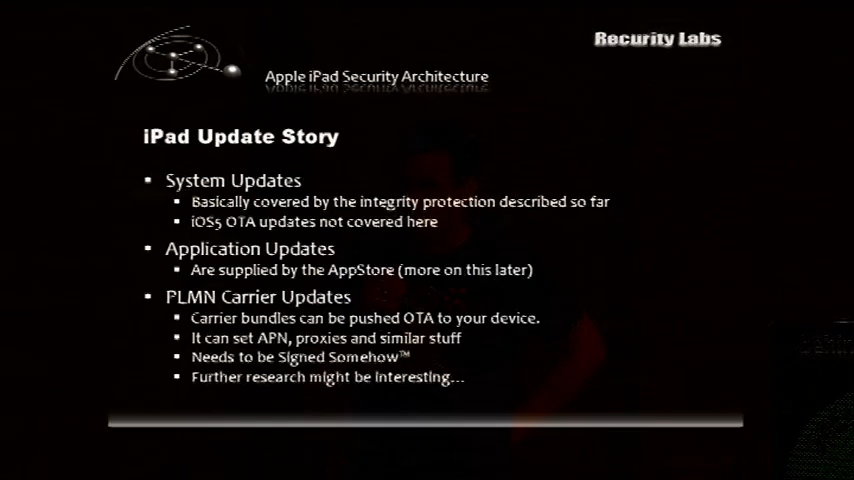 Recurity Labs
Apple iPad Security Architecture
iPad Update Story
▪ System Updates
▪ Basically covered by the integrity protection described so far
▪ iOS5 OTA updates not covered here
▪ Application Updates
▪ Are supplied by the AppStore (more on this later)
▪ PLMN Carrier Updates
▪ Carrier bundles can be pushed OTA to your device.
▪ It can set APN, proxies and similar stuff
▪ Needs to be Signed Somehow™
▪ Further research might be interesting...